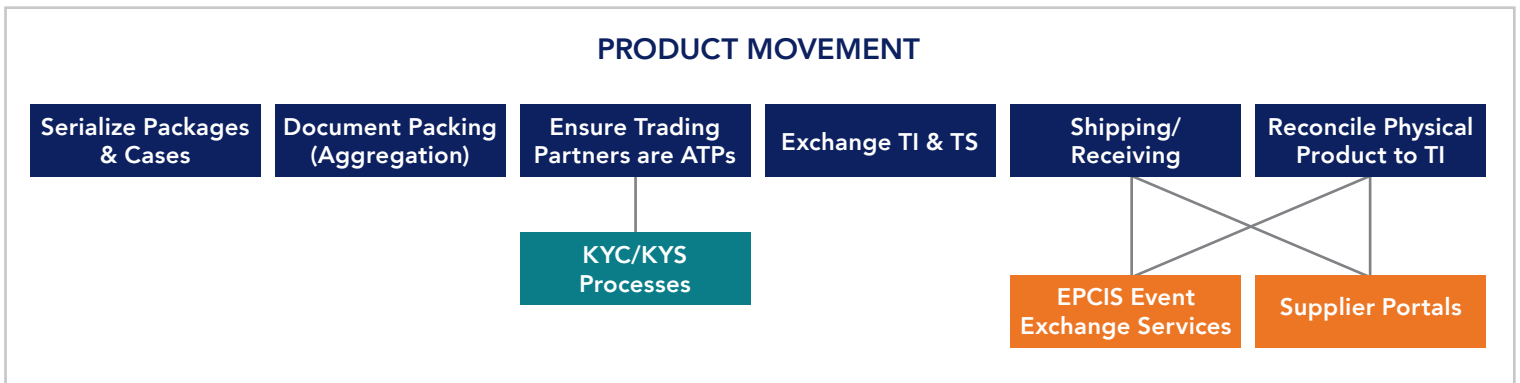 PRODUCT MOVEMENT
Serialize Packages
& Cases
Document Packing
(Aggregation)
Ensure Trading
Partners are ATPs
Exchange TI & TS
Shipping/
Receiving
Reconcile Physical
Product to TI
KYC/KYS
Processes
EPCIS Event
Exchange Services
Supplier Portals